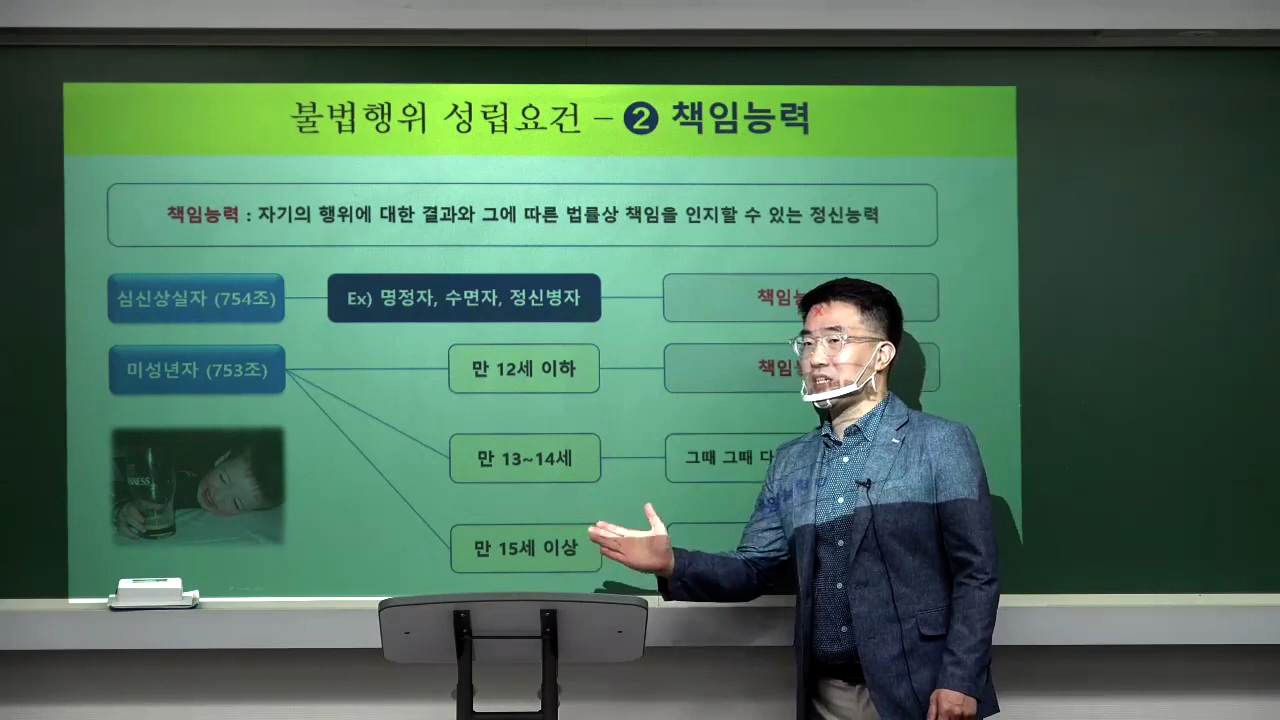 불법행위 성립요건 – ❷ 책임능력
책임능력 : 자기의 행위에 대한 결과와 그에 따른 법률상 책임을 인지할 수 있는 정신능력
심신상실자 (754조)
Ex) 명정자, 수면자, 정신병자
미성년자 (753조)
만 12세 이하
만 13~14세
그때 그때
만 15세 이상